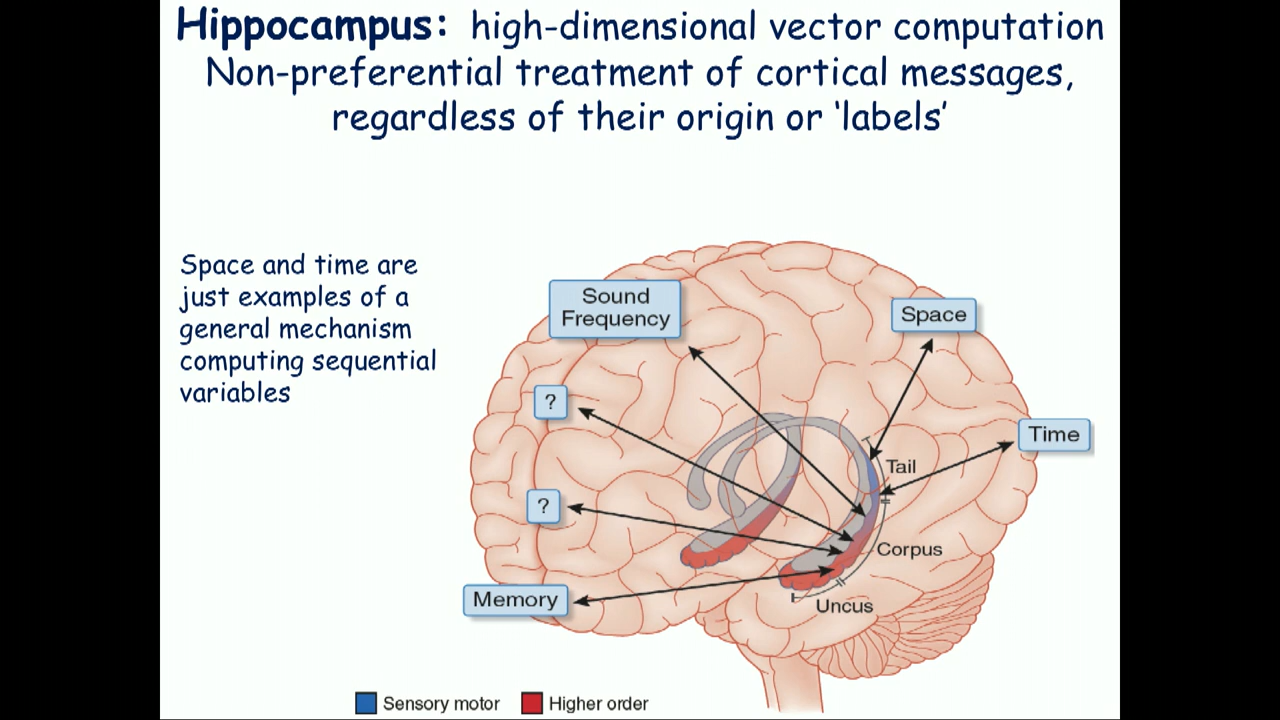 Hippocampus: high-dimensional vector computation
Non-preferential treatment of cortical messages,
regardless of their origin or ‘labels’
Space and time are
just examples of a
general mechanism
computing sequential
variables
Sound
Frequency
Space
?
Time
Tail
?
Corpus
Memory
Uncus
Sensory motor
Higher order